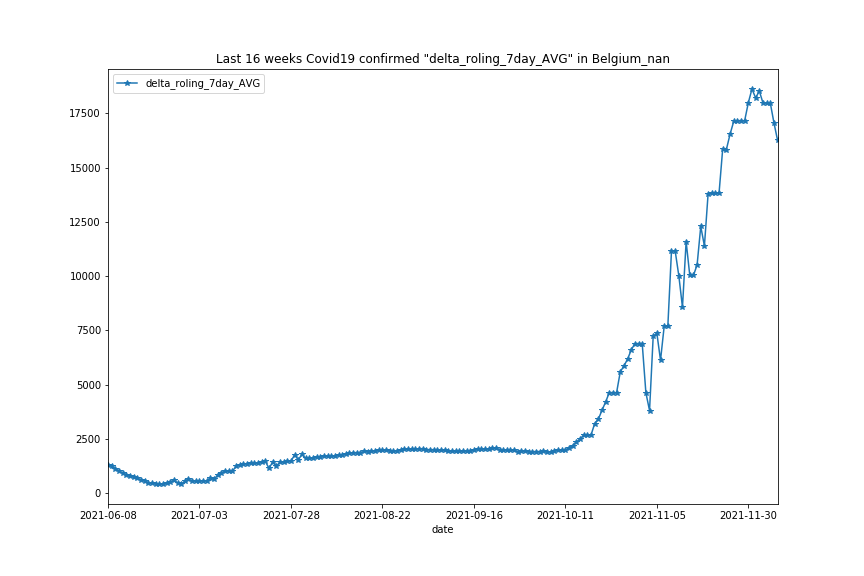 Last 16 weeks Covid19 confirmed "delta_roling_7day_AVG" in Belgium_nan
delta_roling_7day_AVG
17500
15000
12500
10000
7500
5000
2500
0
2021-06-08 2021-07-03 2021-07-28 2021-08-22 2021-09-16 2021-10-11 2021-11-05 2021-11-30
date